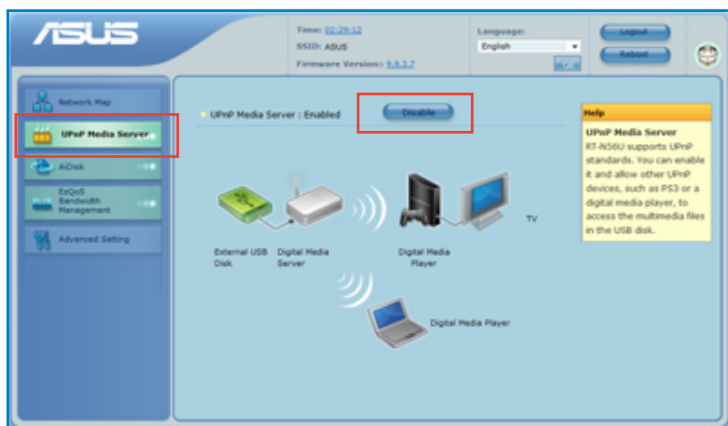 ASUS
Time: 02:29:12
SSID: ASUS
Firmware Version: 9.9.3.7
Language:
English
Logout
Reboot
Network Map
UPnP Media Server
AiDisk
EzQoS
Bandwidth
Management
Advanced Setting
UPnP Media Server : Enabled
Disable
External USB
Disk
Digital Media
Server
Digital Media
Player
TV
Digital Media Player
Help
UPnP Media Server
RT-N56U supports UPnP
standards. You can enable
it and allow other UPnP
devices, such as PS3 or a
digital media player, to
access the multimedia files
in the USB disk.